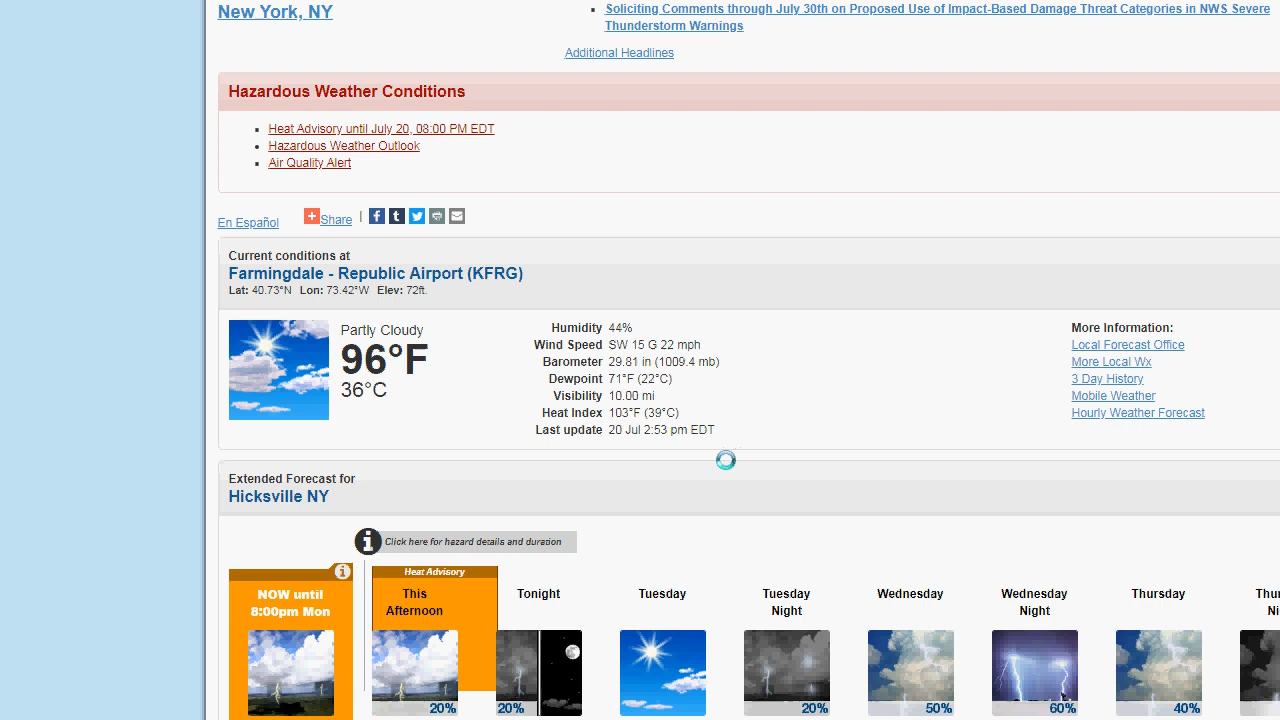 New York, NY
Soliciting Comments through July 30th on Proposed Use of Impact-Based Damage Threat Categories in NWS Severe
Thunderstorm Warnings
Additional Headlines
Hazardous Weather Conditions
Heat Advisory until July 20, 08:00 PM EDT
Hazardous Weather Outlook
Air Quality Alert
En Español
Share |
Current conditions at
Farmingdale - Republic Airport (KFRG)
Lat: 40.73°N Lon: 73.42°W Elev: 72ft.
Partly Cloudy
96°F
36°C
Humidity 44%
Wind Speed SW 15 G 22 mph
Barometer 29.81 in (1009.4 mb)
Dewpoint 71°F (22°C)
Visibility 10.00 mi
Heat Index 103°F (39°C)
Last update 20 Jul 2:53 pm EDT
More Information:
Local Forecast Office
More Local Wx
3 Day History
Mobile Weather
Hourly Weather Forecast
Extended Forecast for
Hicksville NY
Click here for hazard details and duration
Heat Advisory
NOW until
8:00pm Mon
This
Afternoon
20%
Tonight
20%
Tuesday
Tuesday
Night
20%
Wednesday
50%
Wednesday
Night
60%
Thursday
40%